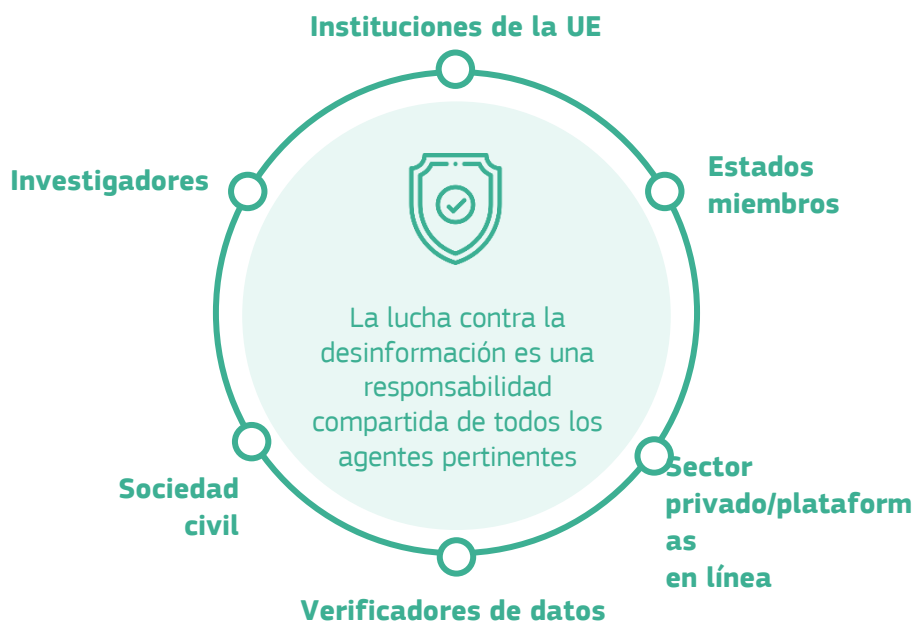 Instituciones de la UE
Investigadores
Estados
miembros
La lucha contra la
desinformación es una
responsabilidad
compartida de todos los
agentes pertinentes
Sociedad
civil
Sector
privado/plataform
as
en línea
Verificadores de datos